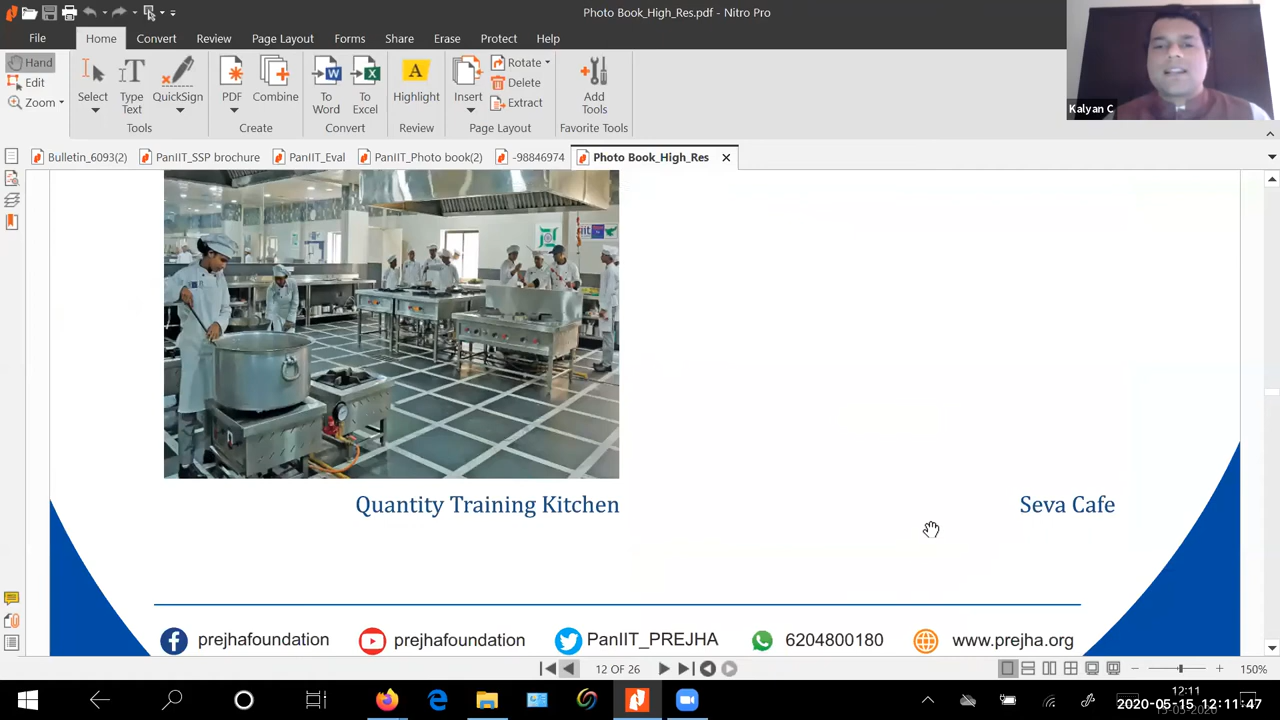 Photo Book_High_Res.pdf - Nitro Pro
File Home Convert Review Page Layout Forms Share Erase Protect Help
Hand
Edit
Zoom
Select
Type Text
QuickSign
Tools
PDF
Combine
Create
To Word
To Excel
Convert
Highlight
Review
Insert
Rotate
Delete
Extract
Page Layout
Add Tools
Favorite Tools
Kalyan C
Bulletin_6093(2) PanIIT_SSP brochure PanIIT_Eval PanIIT_Photo book(2) -98846974 Photo Book_High_Res
Quantity Training Kitchen
Seva Cafe
prejhafoundation prejhafoundation PanIIT_PREJHA 6204800180 www.prejha.org
12 OF 26
150%
12:11
2020-05-15 12:11:47